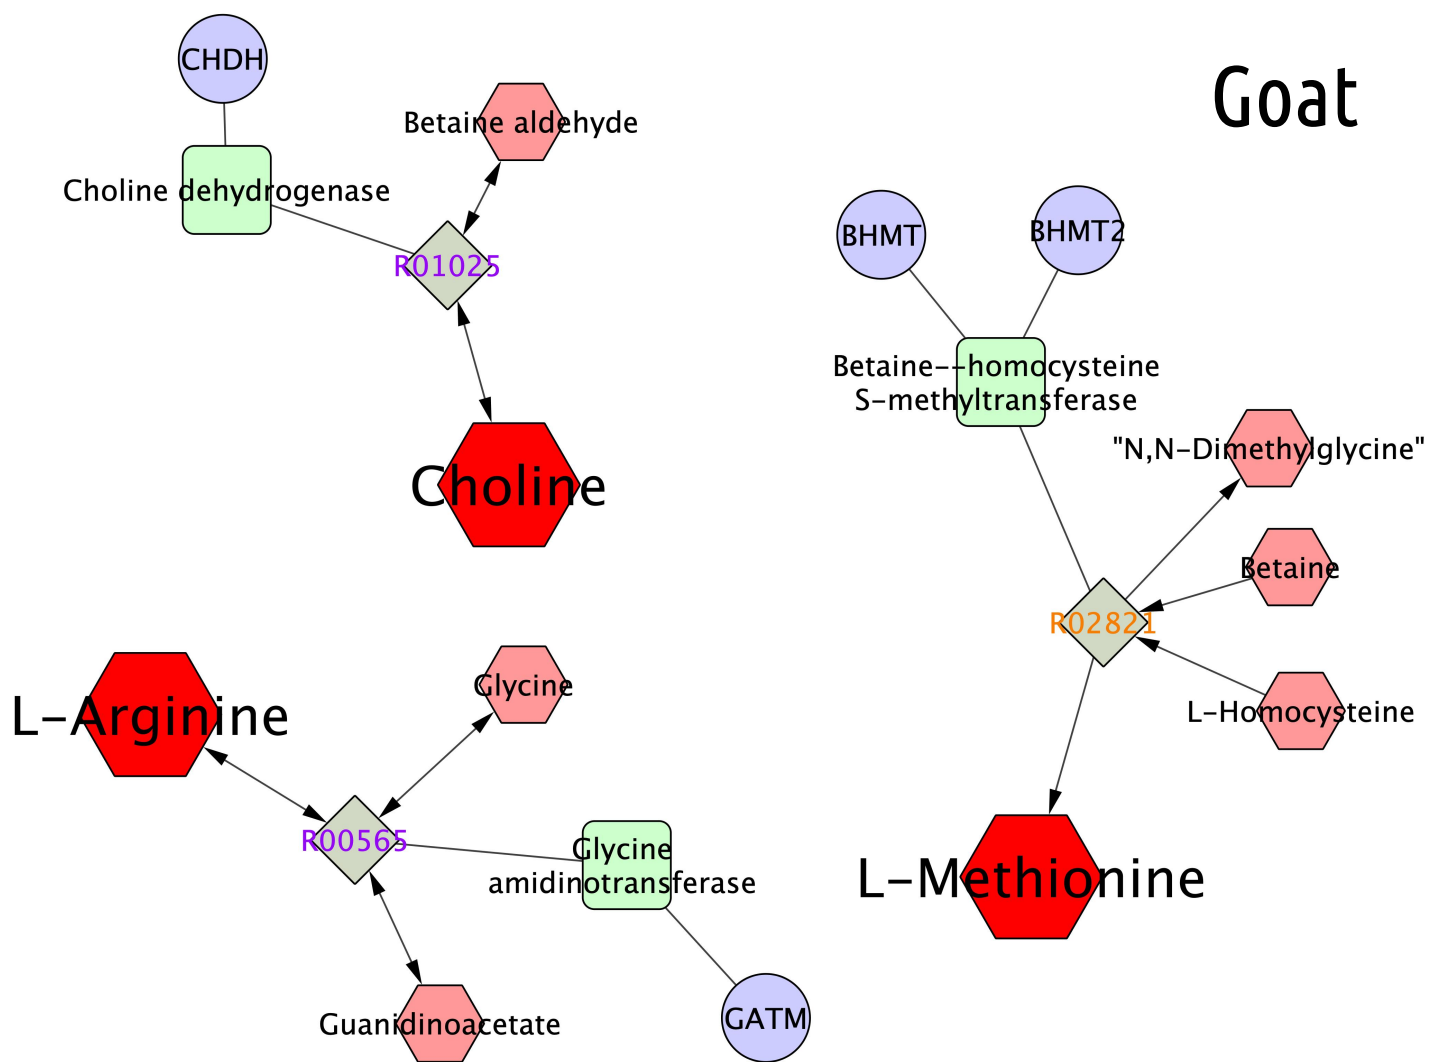 CHDH
Goat
Betaine aldehyde
Choline dehydrogenase
R01025
Choline
BHMT
BHMT2
Betaine--homocysteine
S-methyltransferase
"N,N-Dimethylglycine"
Betaine
R02821
L-Homocysteine
L-Methionine
L-Arginine
Glycine
R00565
Glycine
amidinotransferase
Guanidinoacetate
GATM